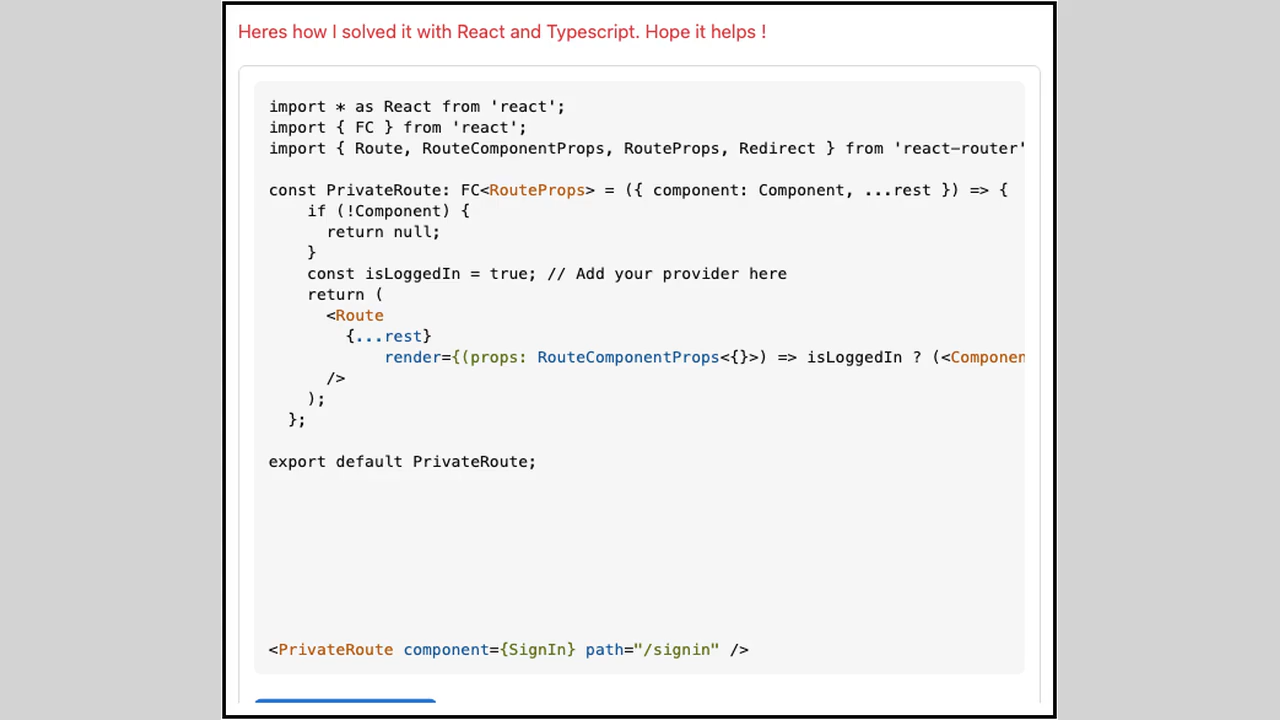 Heres how I solved it with React and Typescript. Hope it helps !
import * as React from 'react';
import { FC } from 'react';
import { Route, RouteComponentProps, RouteProps, Redirect } from 'react-router'
const PrivateRoute: FC<RouteProps> = ({ component: Component, ...rest }) => {
    if (!Component) {
      return null;
    }
    const isLoggedIn = true; // Add your provider here
    return (
      <Route
        {...rest}
            render={(props: RouteComponentProps<{}>) => isLoggedIn ? (<Componen
      />
    );
  };
export default PrivateRoute;
<PrivateRoute component={SignIn} path="/signin" />